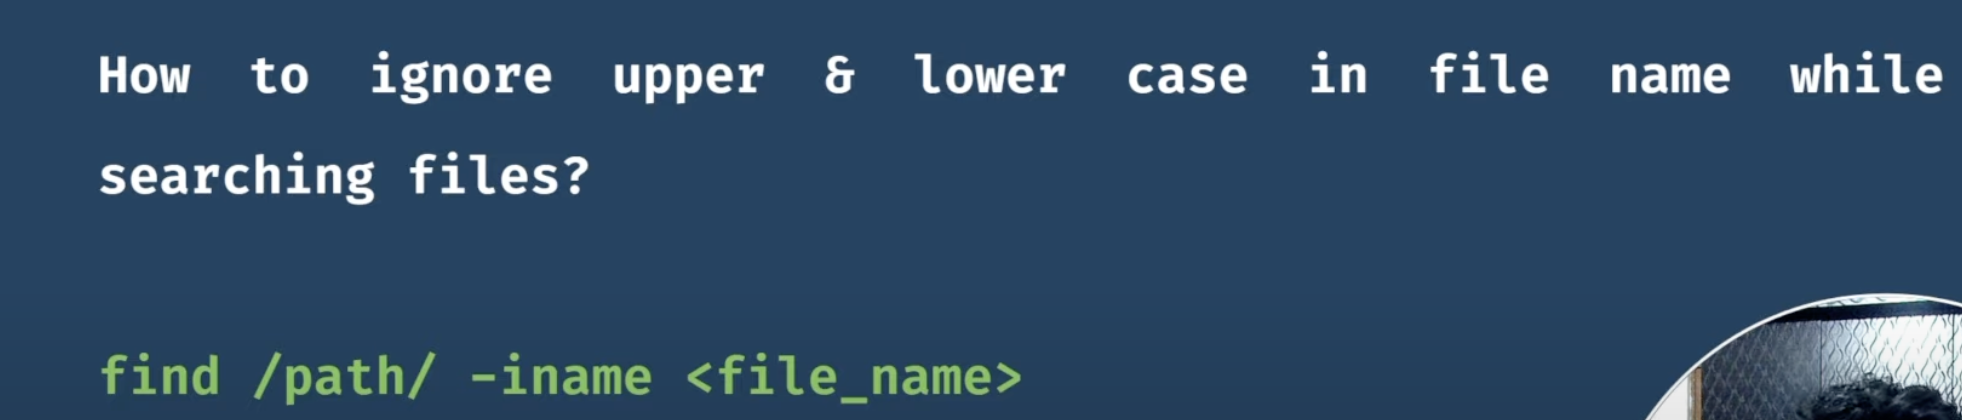 How to ignore upper & lower case in file name while
searching files?
find /path/ -iname <file_name>